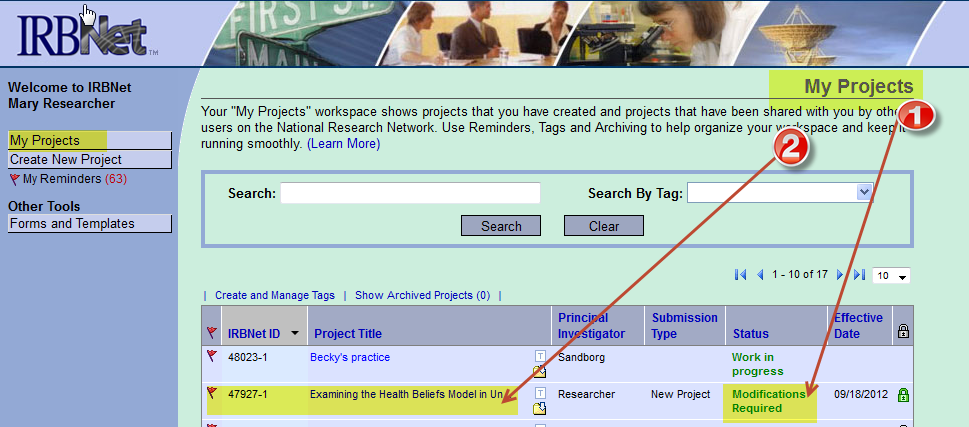 FIRST ST
MAIN
IRBNet™
Welcome to IRBNet
Mary Researcher
My Projects
Create New Project
My Reminders (63)
Other Tools
Forms and Templates
My Projects
Your "My Projects" workspace shows projects that you have created and projects that have been shared with you by othe
users on the National Research Network. Use Reminders, Tags and Archiving to help organize your workspace and keep it
running smoothly. (Learn More)
1
2
Search:
Search By Tag:
Search
Clear
1 - 10 of 17
10
| Create and Manage Tags | Show Archived Projects (0) |
IRBNet ID
Project Title
Principal
Investigator
Submission
Type
Status
Effective
Date
48023-1
Becky's practice
T
Sandborg
Work in
progress
47927-1
Examining the Health Beliefs Model in Un
T
Researcher
New Project
Modifications
Required
09/18/2012